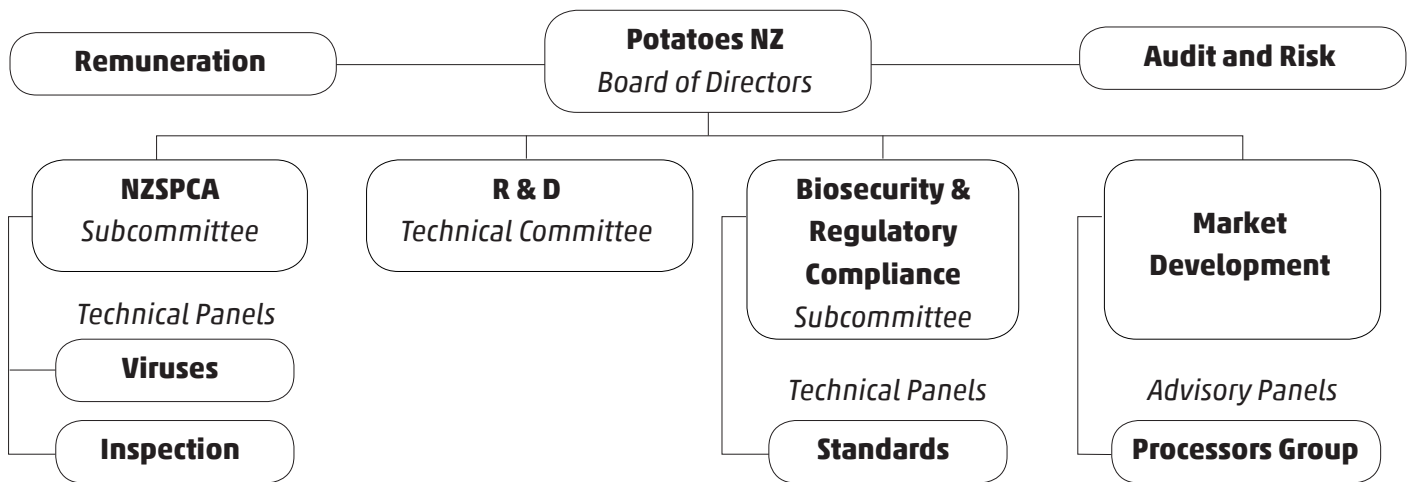 Remuneration
Potatoes NZ
Board of Directors
Audit and Risk
NZSPCA
Subcommittee
R & D
Technical Committee
Biosecurity &
Regulatory
Compliance
Subcommittee
Market
Development
Technical Panels
Viruses
Inspection
Technical Panels
Standards
Advisory Panels
Processors Group